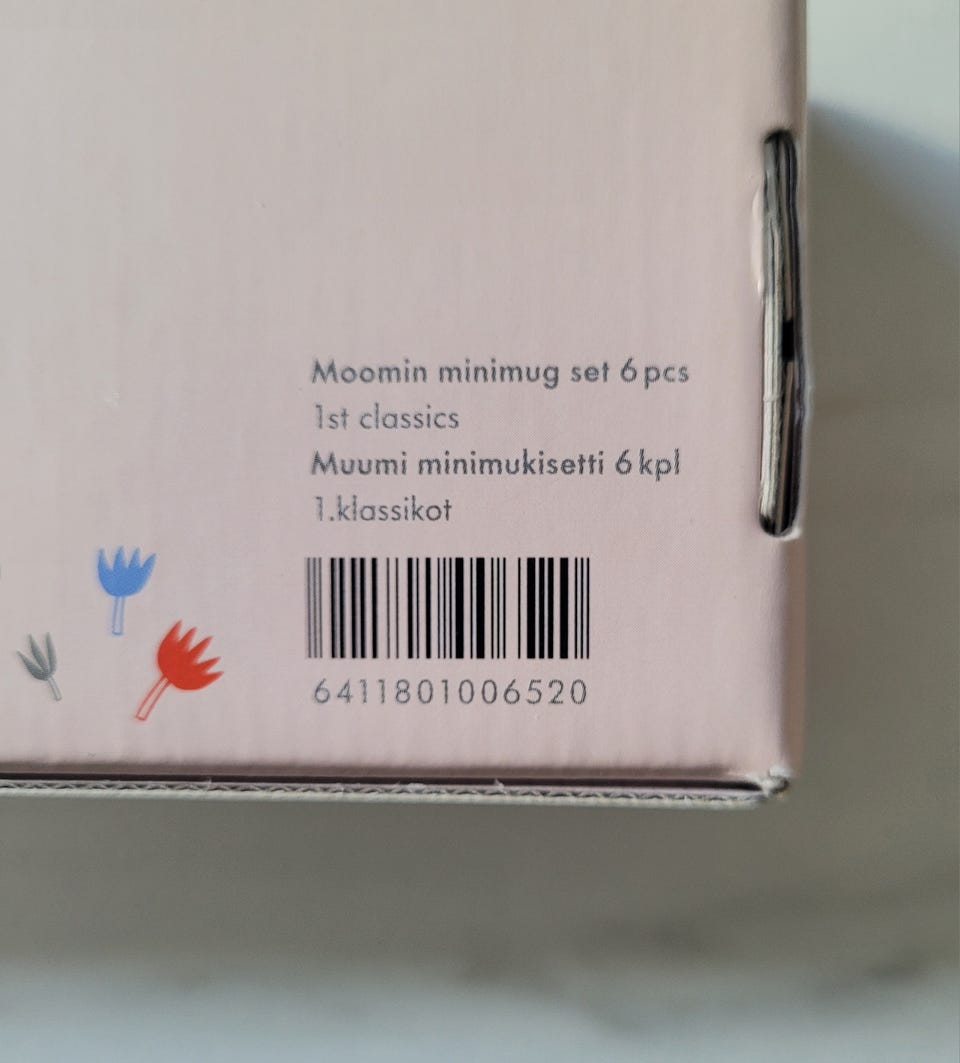 Moomin minimug set 6 pcs
1st classics
Muumi minimukisetti 6 kpl
1.klassikot
6411801006520